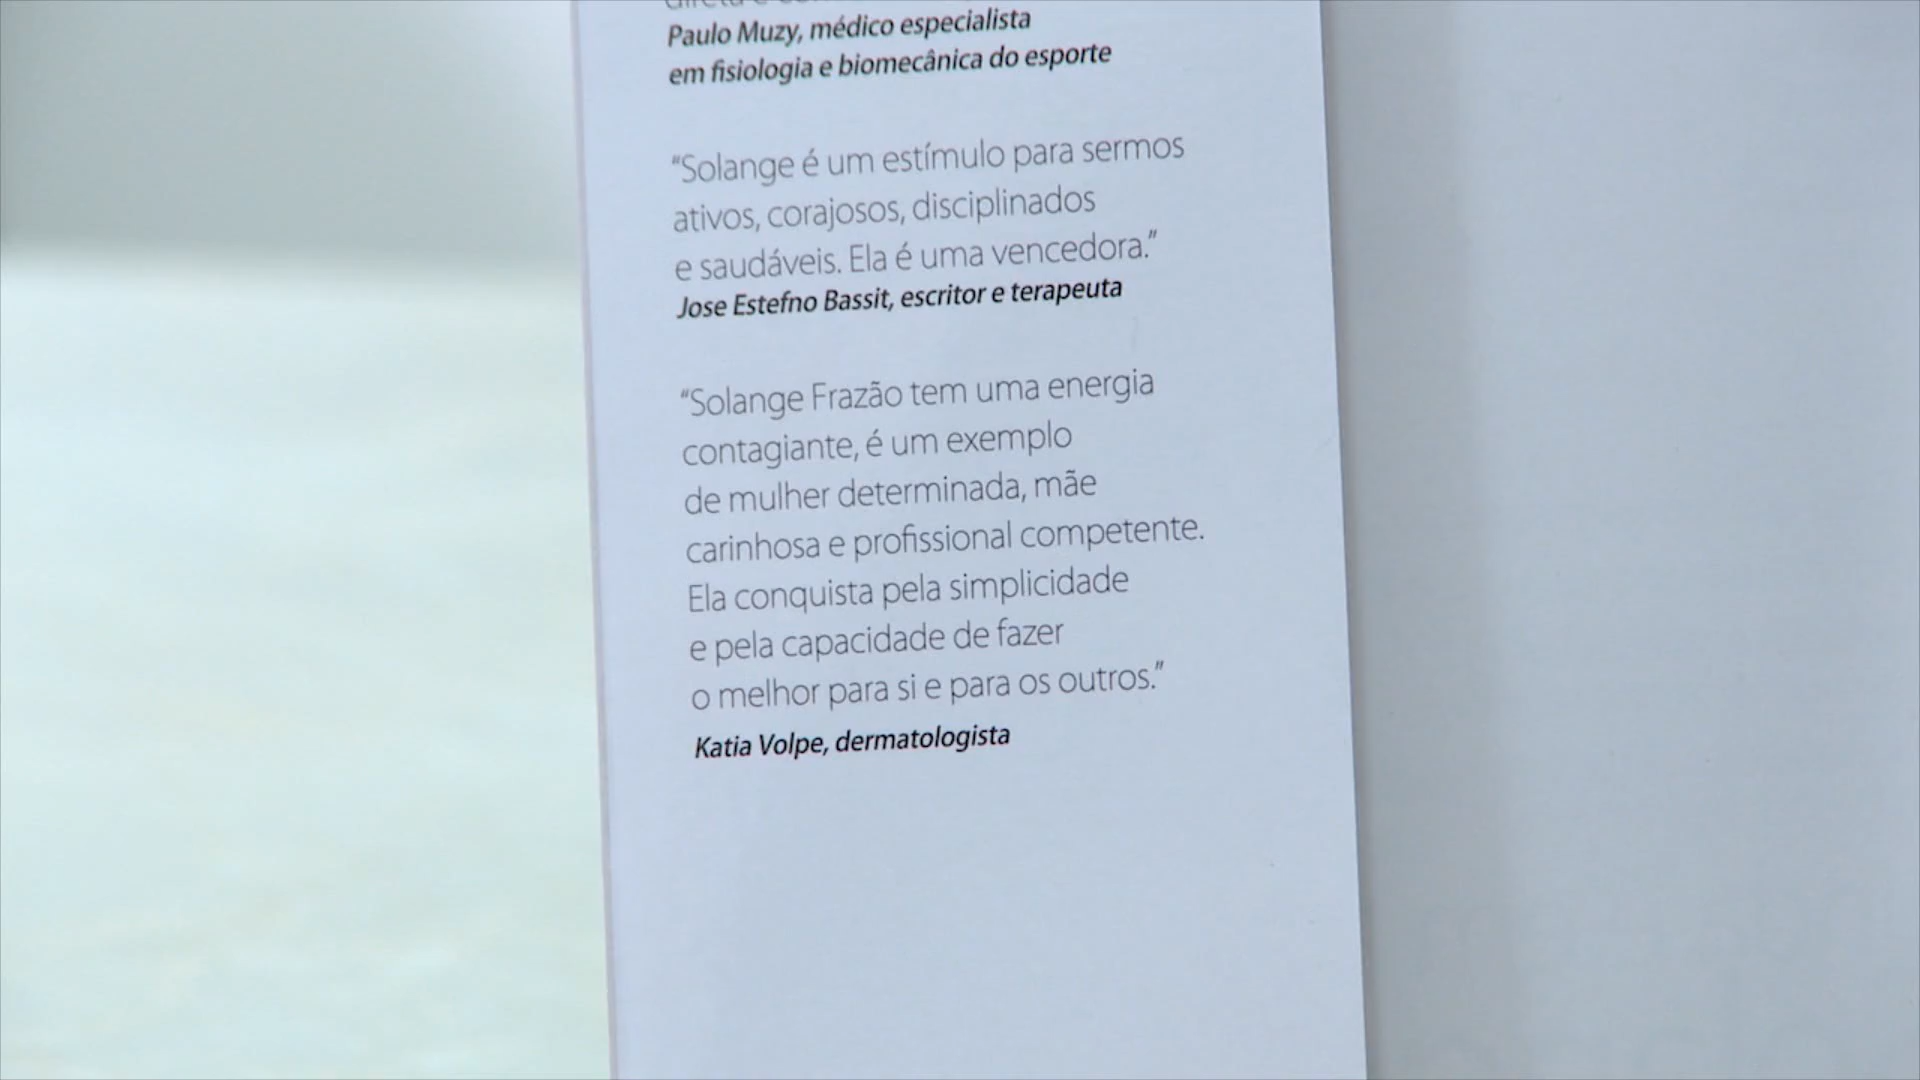 Paulo Muzy, médico especialista
em fisiologia e biomecânica do esporte
“Solange é um estímulo para sermos
ativos, corajosos, disciplinados
e saudáveis. Ela é uma vencedora.”
Jose Estefno Bassit, escritor e terapeuta
“Solange Frazão tem uma energia
contagiante, é um exemplo
de mulher determinada, mãe
carinhosa e profissional competente.
Ela conquista pela simplicidade
e pela capacidade de fazer
o melhor para si e para os outros.”
Katia Volpe, dermatologista